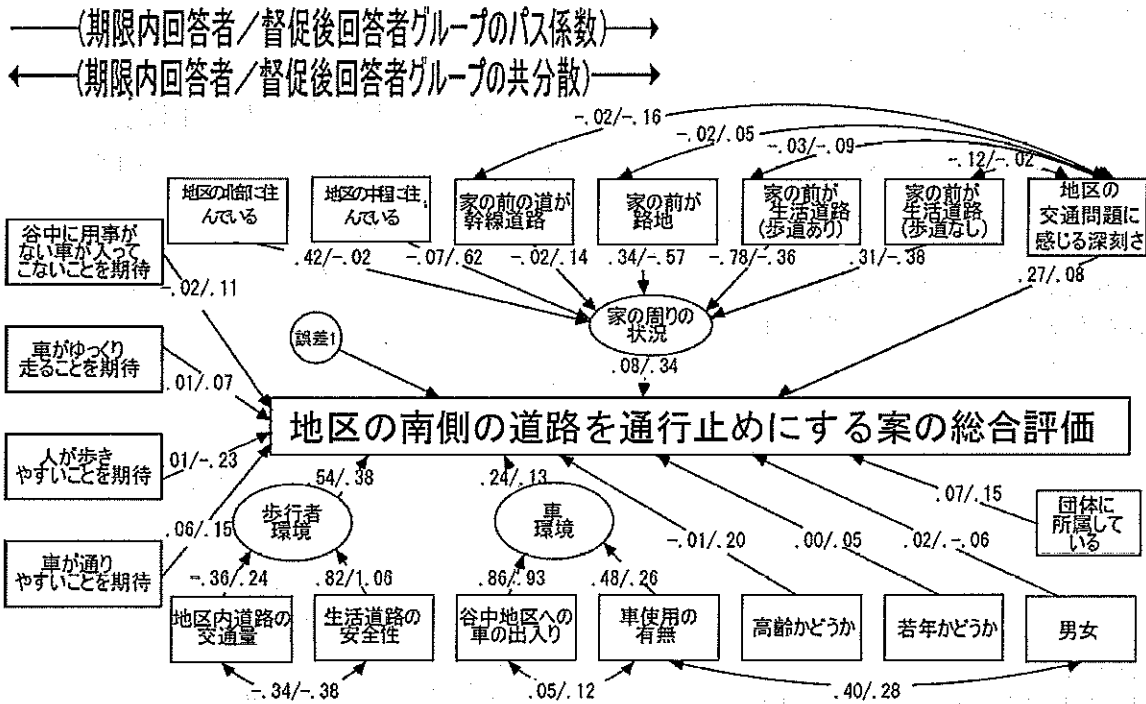 (期限内回答者／督促後回答者グループのパス係数)
(期限内回答者／督促後回答者グループの共分散)
-.02/-.16
-.02/.05
-.03/-.09
-.12/-.02
地区の北部に住
んでいる
地区の中程に住
んでいる
家の前の道が
幹線道路
家の前が
路地
家の前が
生活道路
(歩道あり)
家の前が
生活道路
(歩道なし)
地区の
交通問題に
感じる深刻さ
谷中に用事が
ない車が入って
こないことを期待
.42/-.02
-.07/.62
-.02/.14
.34/-.57
-.78/-.36
.31/-.38
.27/.08
-.02/.11
家の周りの
状況
誤差1
車がゆっくり
走ることを期待
.01/.07
.08/.34
地区の南側の道路を通行止めにする案の総合評価
人が歩き
やすいことを期待
.01/-.23
.54/.38
.24/.13
歩行者
環境
車
環境
.06/.15
-.01/.20
.00/.05
.02/-.06
.07/.15
団体に
所属して
いる
車が通り
やすいことを期待
-.36/.24
.82/1.06
.86/.93
.48/.26
地区内道路の
交通量
生活道路の
安全性
谷中地区への
車の出入り
車使用の
有無
高齢かどうか
若年かどうか
男女
-.34/-.38
.05/.12
.40/.28